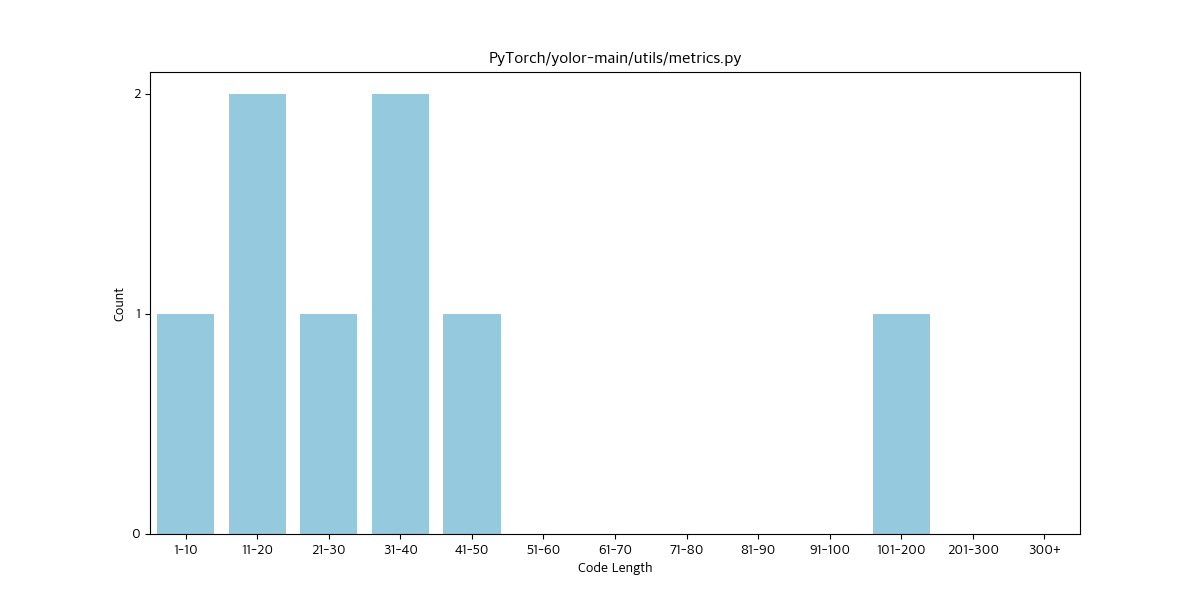 PyTorch/yolor-main/utils/metrics.py
Count
2
1
0
1-10 11-20 21-30 31-40 41-50 51-60 61-70 71-80 81-90 91-100 101-200 201-300 300+
Code Length